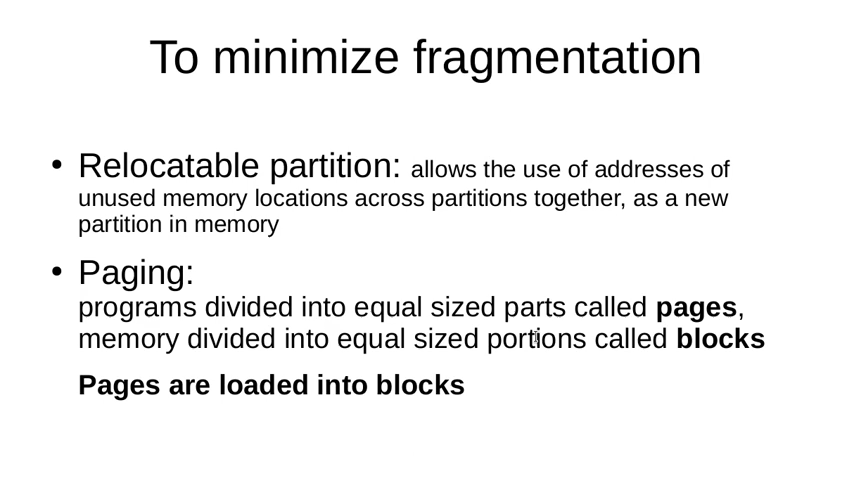 To minimize fragmentation
• Relocatable partition: allows the use of addresses of
unused memory locations across partitions together, as a new
partition in memory
• Paging:
programs divided into equal sized parts called pages,
memory divided into equal sized portions called blocks
Pages are loaded into blocks